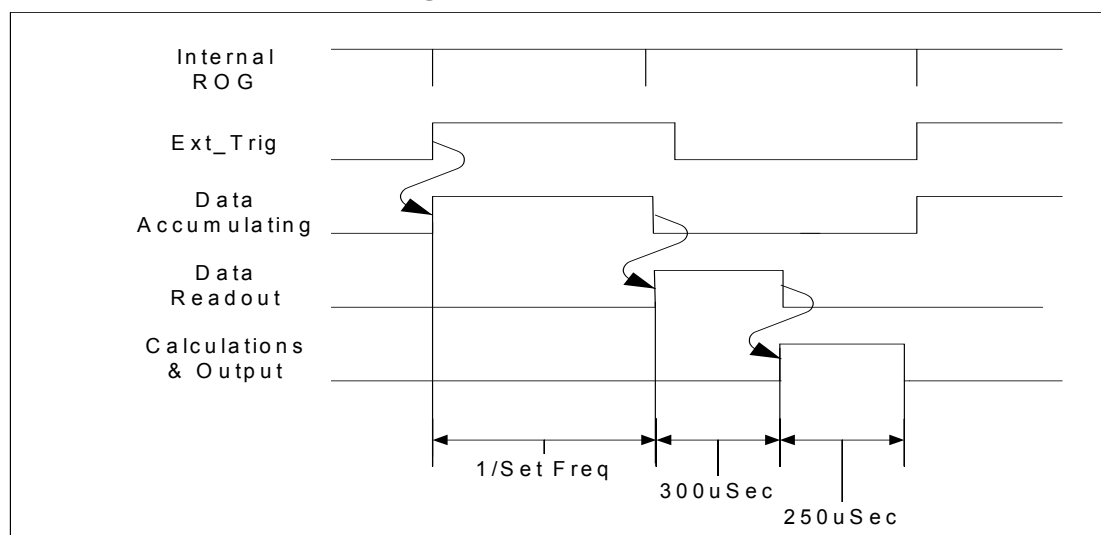 Internal
ROG
Ext_Trig
Data
Accumulating
Data
Readout
Calculations
& Output
1/Set Freq
300uSec
250uSec